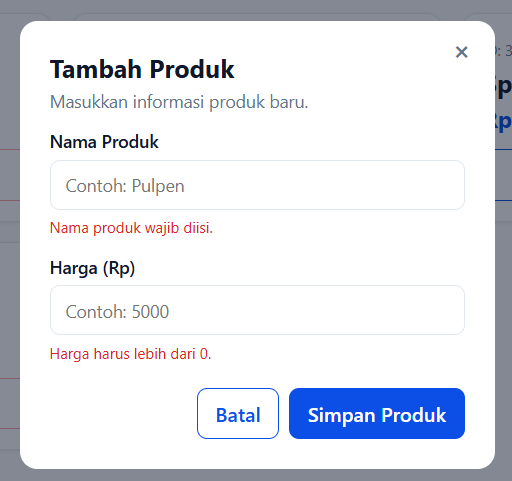 Tambah Produk
Masukkan informasi produk baru.
Nama Produk
Contoh: Pulpen
Nama produk wajib diisi.
Harga (Rp)
Contoh: 5000
Harga harus lebih dari 0.
Batal
Simpan Produk